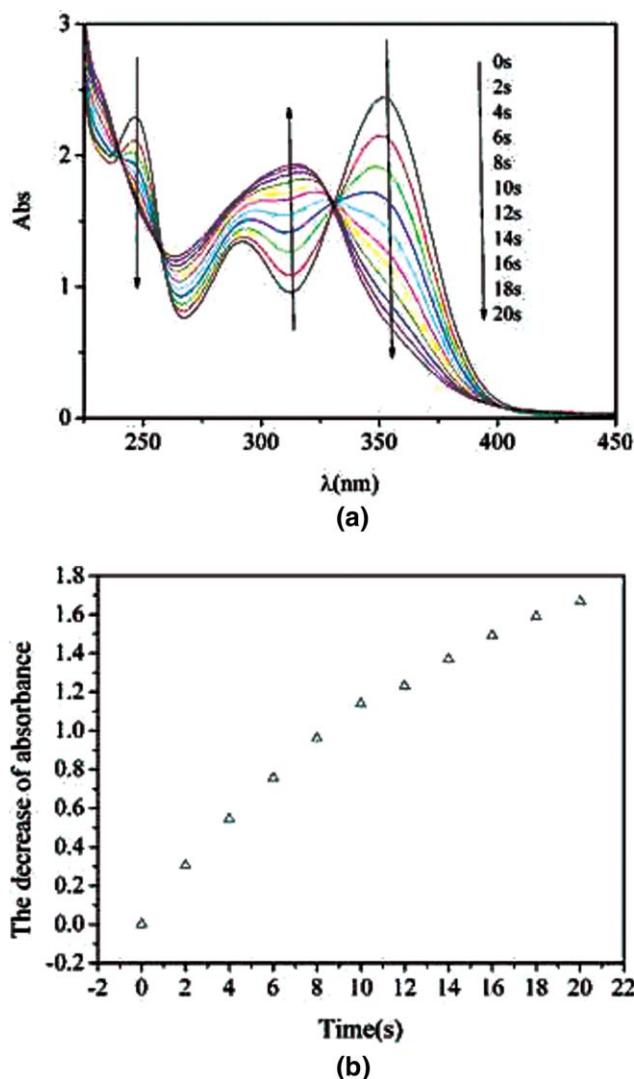 3
2
1
0
Abs
0s
2s
4s
6s
8s
10s
12s
14s
16s
18s
20s
250 300 350 400 450
λ(nm)
(a)
1.8
1.6
1.4
1.2
1.0
0.8
0.6
0.4
0.2
0.0
-0.2
The decrease of absorbance
-2 0 2 4 6 8 10 12 14 16 18 20 22
Time(s)
(b)